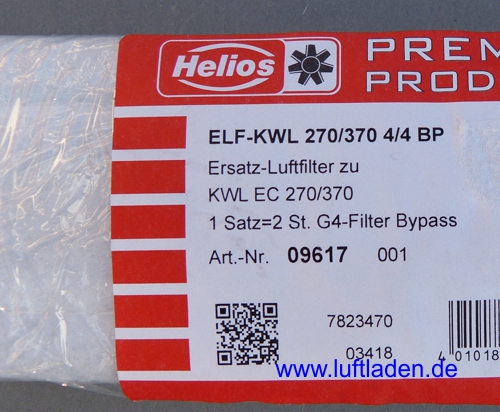 Helios
PREM
PROD
ELF-KWL 270/370 4/4 BP
Ersatz-Luftfilter zu
KWL EC 270/370
1 Satz=2 St. G4-Filter Bypass
Art.-Nr. 09617 001
7823470
03418
4 01018
www.luftladen.de